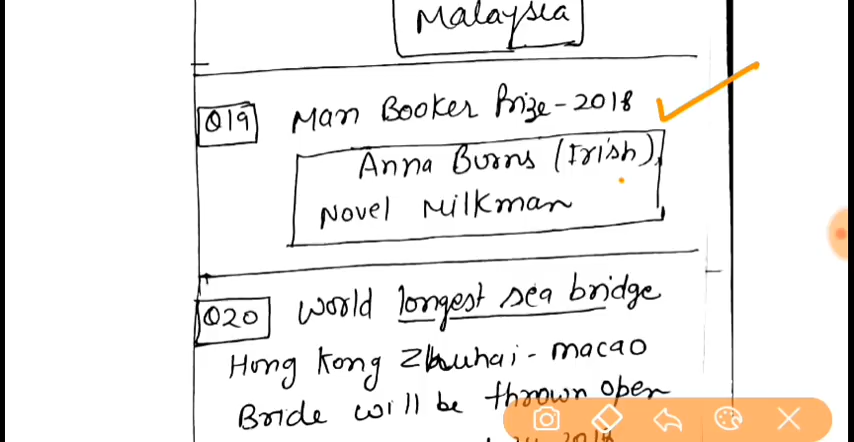 Malaysia
Q19 Man Booker Prize-2018
Anna Burns (Irish)
Novel Milkman
Q20 World longest sea bridge
Hong Kong Zhuhai-macao
Bride will be thrown open